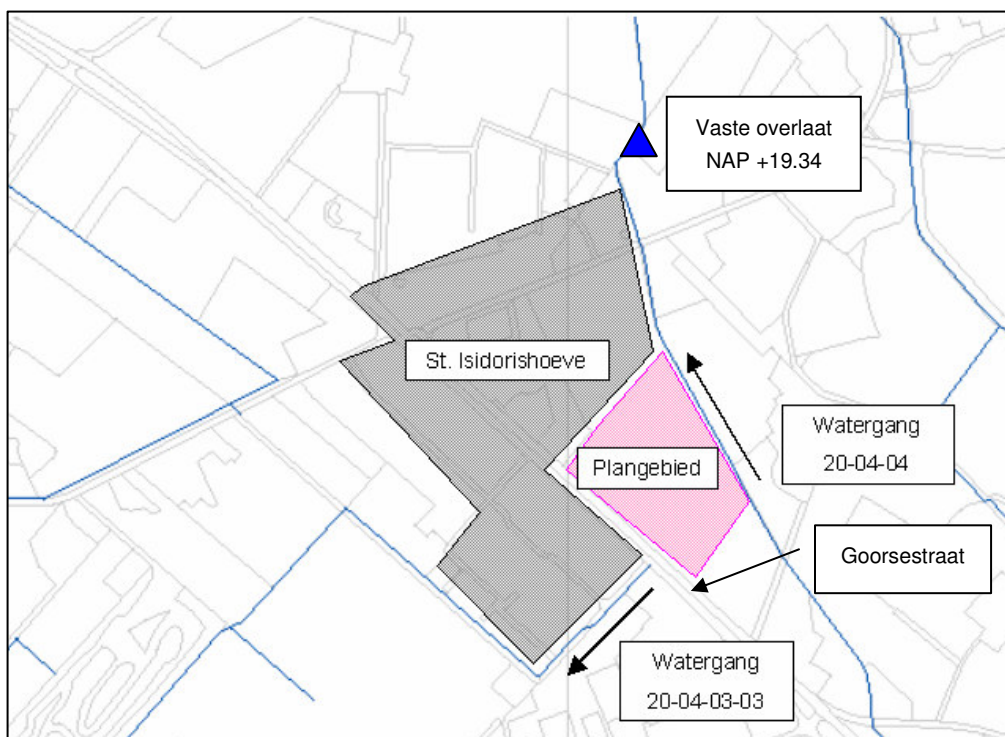 Vaste overlaat
NAP +19.34
St. Isidorishoeve
Plangebied
Watergang
20-04-04
Goorsestraat
Watergang
20-04-03-03